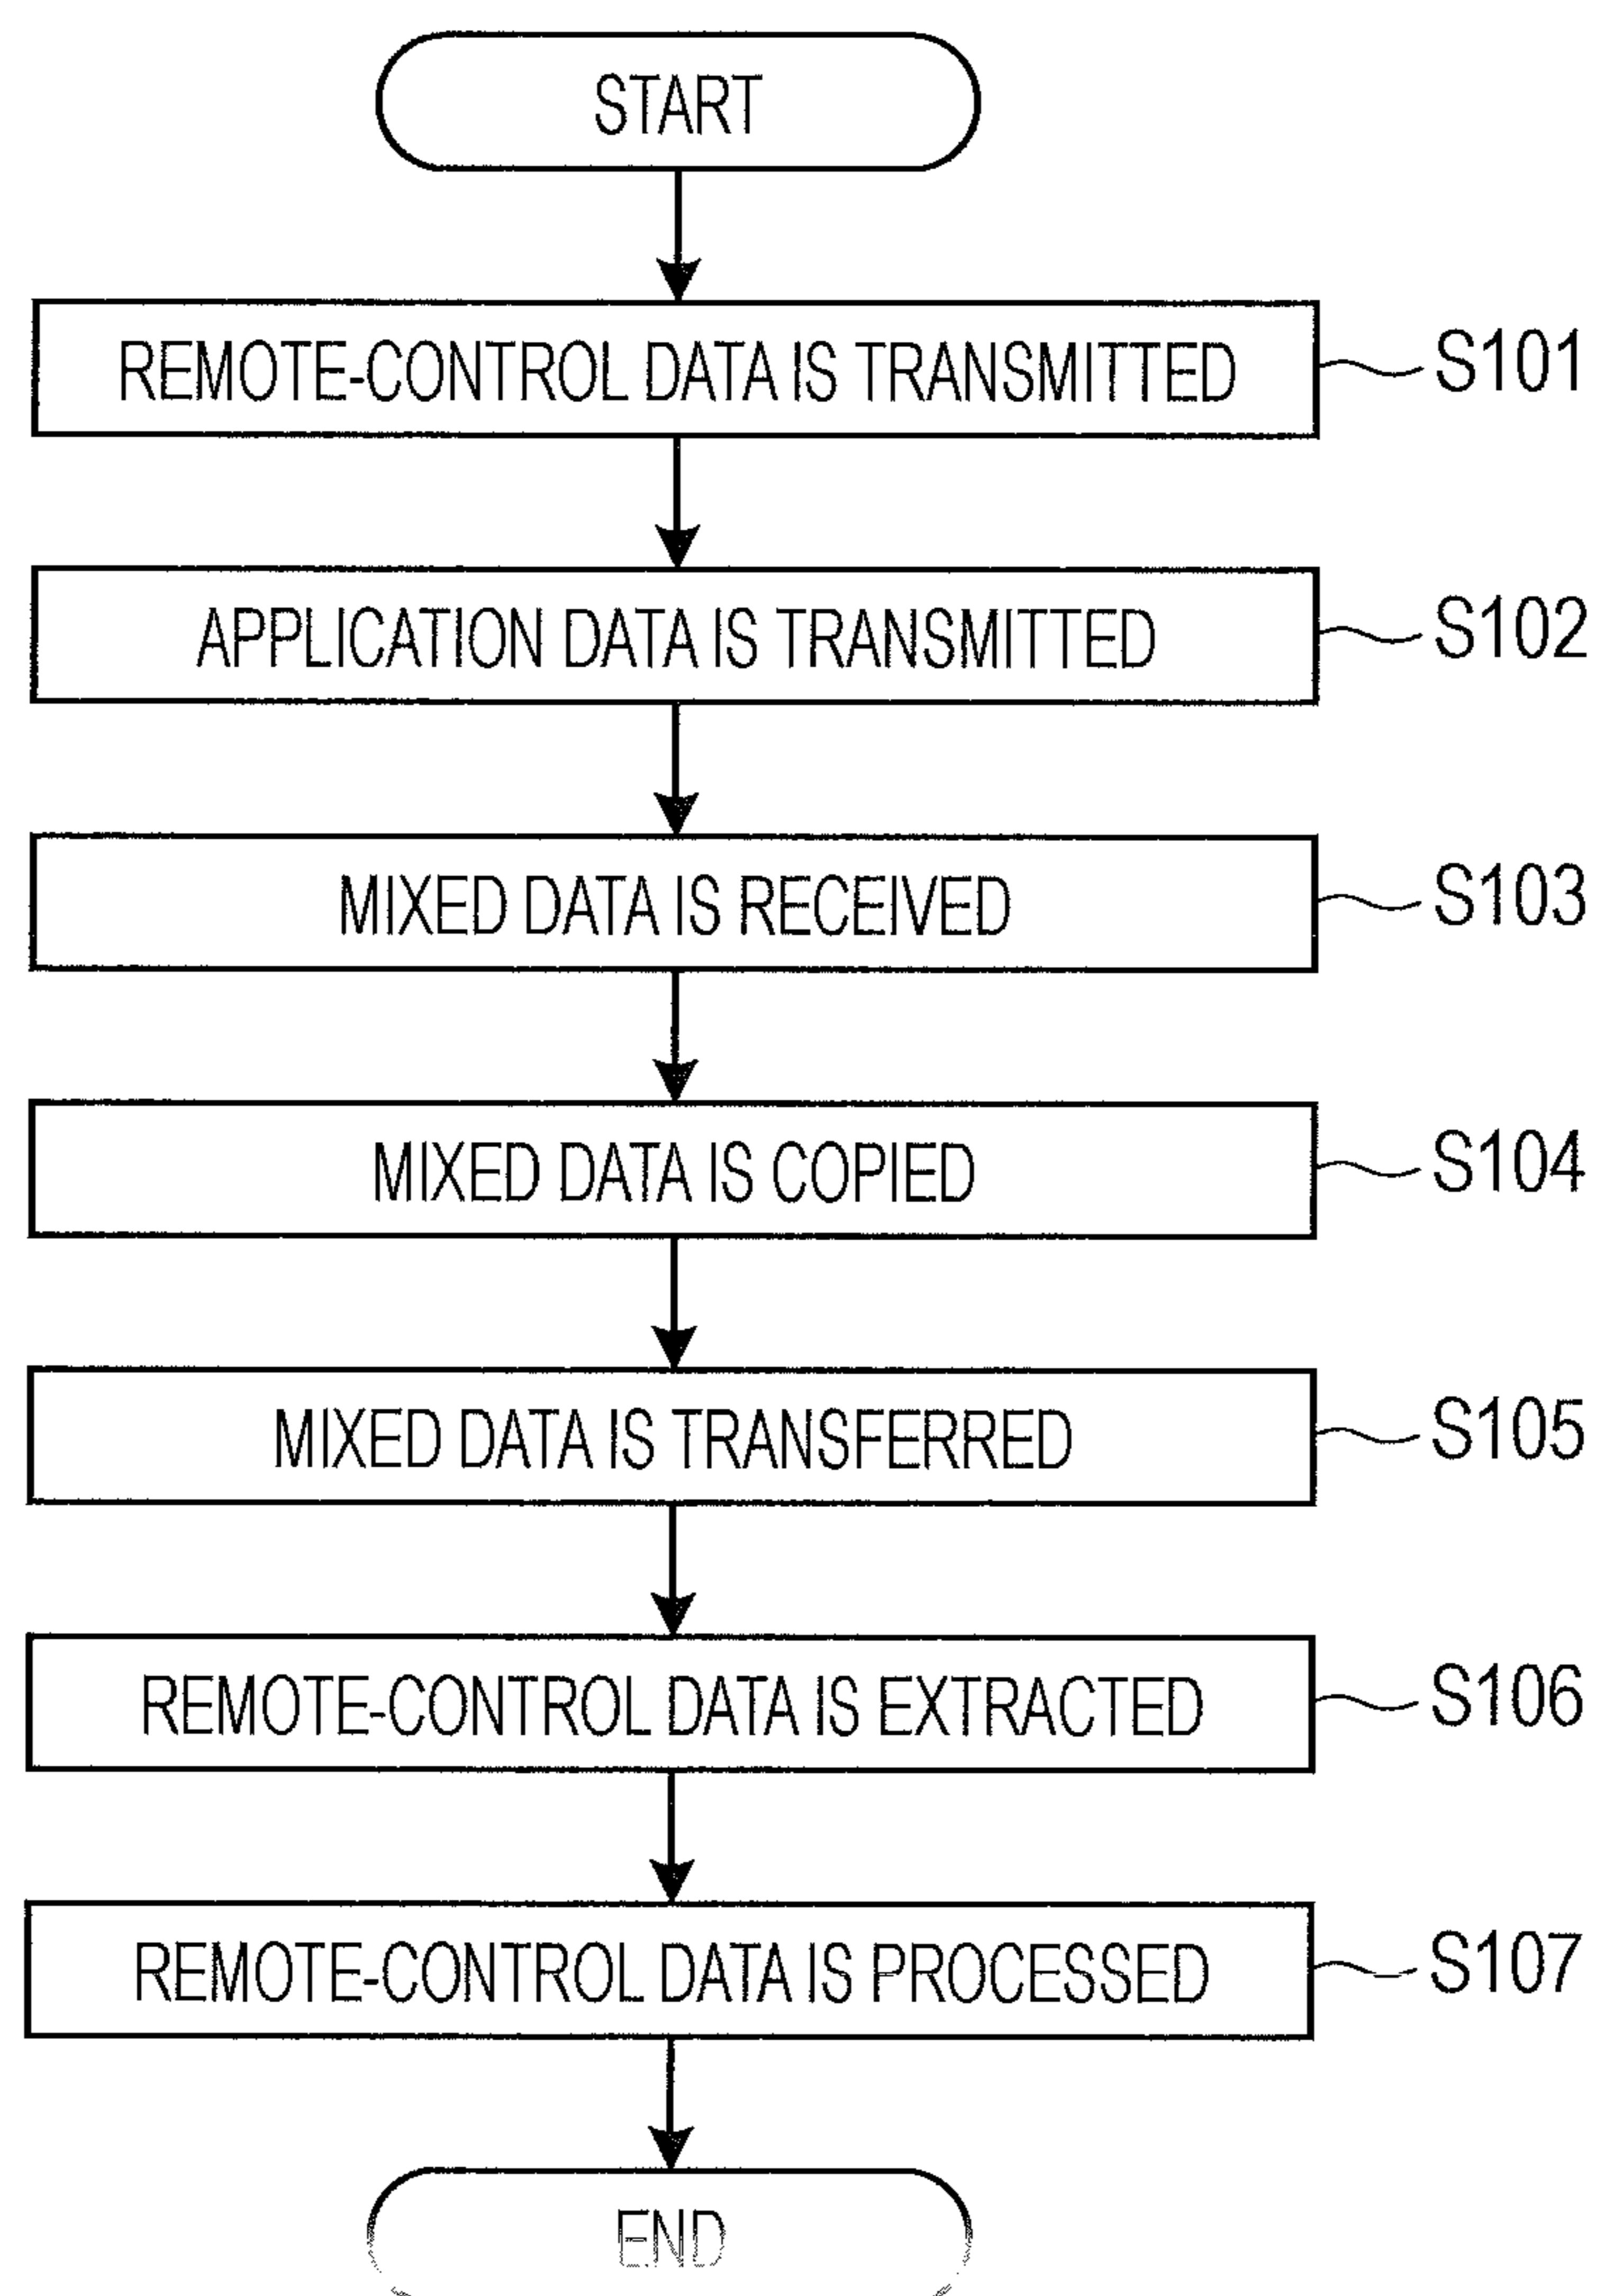 START
REMOTE-CONTROL DATA IS TRANSMITTED S101
APPLICATION DATA IS TRANSMITTED S102
MIXED DATA IS RECEIVED S103
MIXED DATA IS COPIED S104
MIXED DATA IS TRANSFERRED S105
REMOTE-CONTROL DATA IS EXTRACTED S106
REMOTE-CONTROL DATA IS PROCESSED S107
END